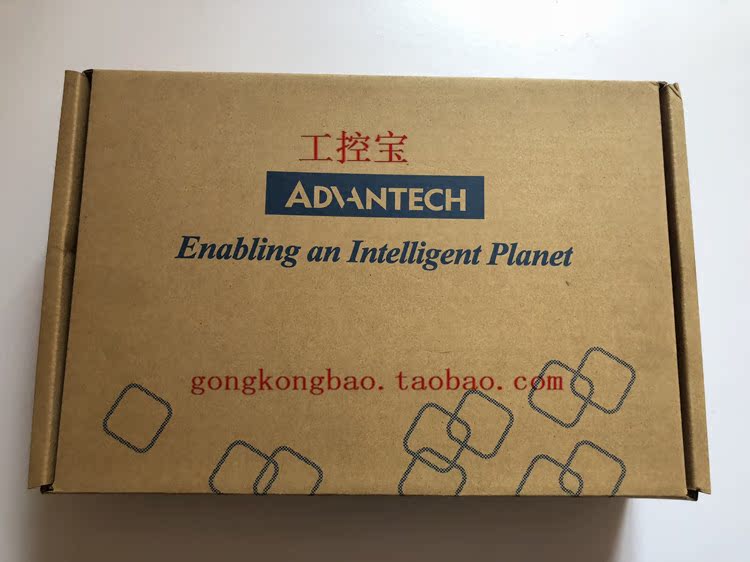 工控宝
ADVANTECH
Enabling an Intelligent Planet
gongkongbao.taobao.com